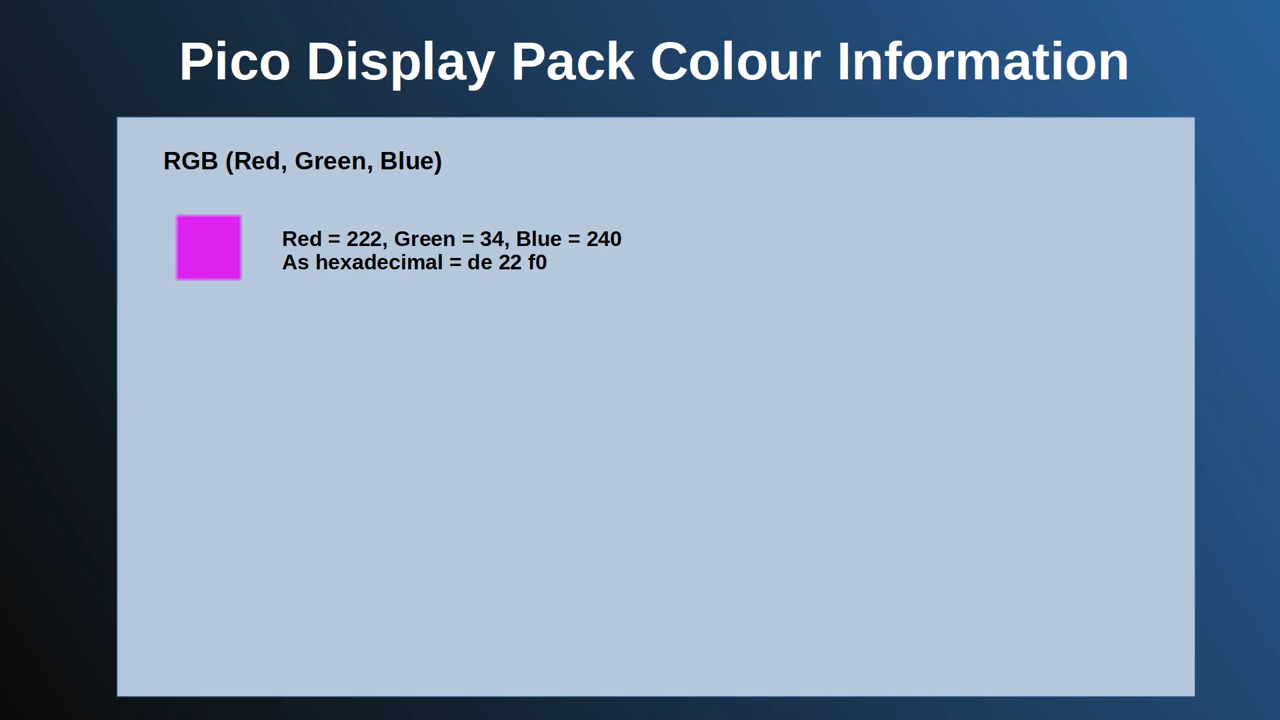 Pico Display Pack Colour Information
RGB (Red, Green, Blue)
Red = 222, Green = 34, Blue = 240
As hexadecimal = de 22 f0